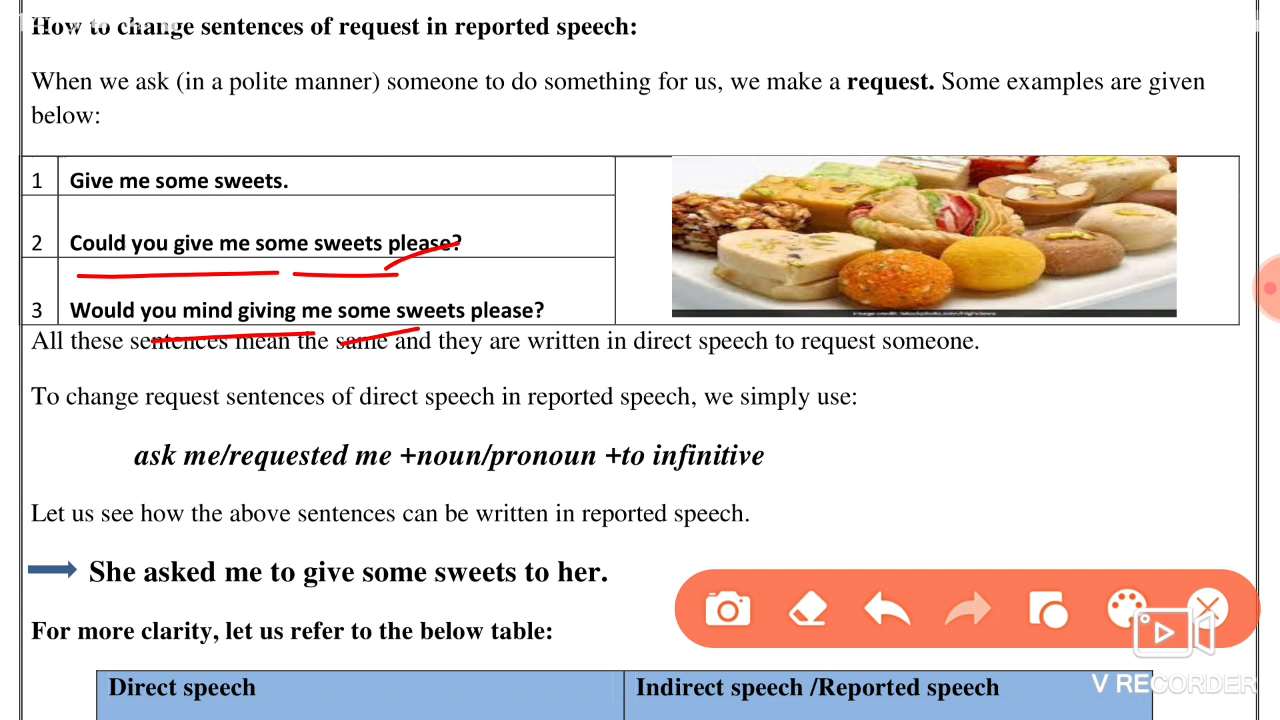 How to change sentences of request in reported speech:
When we ask (in a polite manner) someone to do something for us, we make a request. Some examples are given
below:
1 Give me some sweets.
2 Could you give me some sweets please?
3 Would you mind giving me some sweets please?
All these sentences mean the same and they are written in direct speech to request someone.
To change request sentences of direct speech in reported speech, we simply use:
ask me/requested me +noun/pronoun +to infinitive
Let us see how the above sentences can be written in reported speech.
She asked me to give some sweets to her.
For more clarity, let us refer to the below table:
Direct speech Indirect speech /Reported speech
V RECORDER